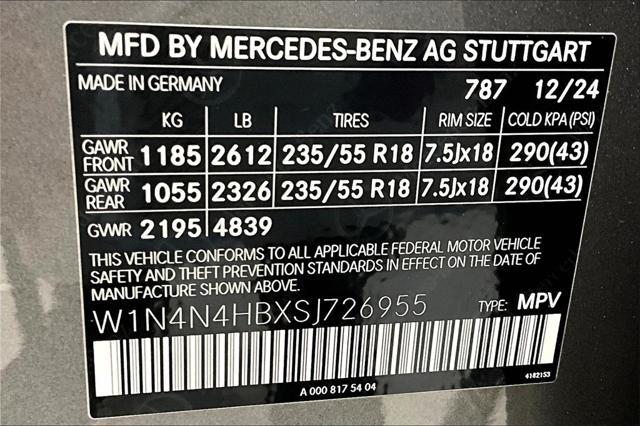 MFD BY MERCEDES-BENZ AG STUTTGART
MADE IN GERMANY 787 12/24
KG LB TIRES RIM SIZE COLD KPA(PSI)
GAWR FRONT 1185 2612 235/55 R18 7.5Jx18 290(43)
GAWR REAR 1055 2326 235/55 R18 7.5Jx18 290(43)
GVWR 2195 4839
THIS VEHICLE CONFORMS TO ALL APPLICABLE FEDERAL MOTOR VEHICLE
SAFETY AND THEFT PREVENTION STANDARDS IN EFFECT ON THE DATE OF
MANUFACTURE SHOWN ABOVE.
W1N4N4HBXSJ726955 TYPE: MPV
A 000 817 54 04 4182153